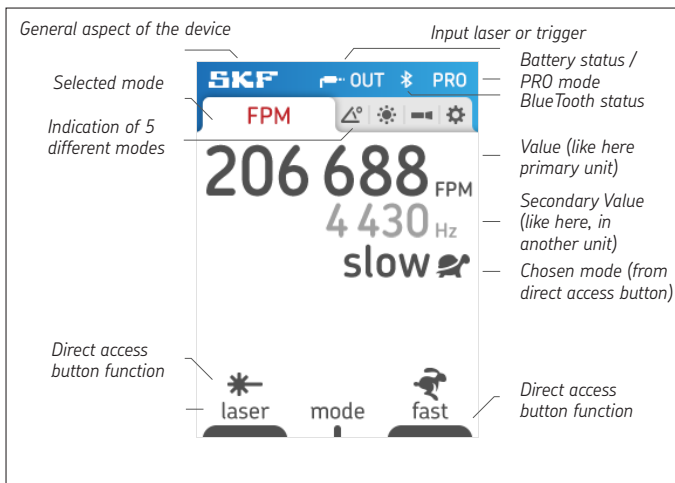 General aspect of the device
Input laser or trigger
Selected mode
Indication of 5
different modes
SKF OUT PRO
FPM
206 688 FPM
4 430 Hz
slow
Battery status /
PRO mode
BlueTooth status
Value (like here
primary unit)
Secondary Value
(like here, in
another unit)
Chosen mode (from
direct access button)
Direct access
button function
laser mode fast
Direct access
button function